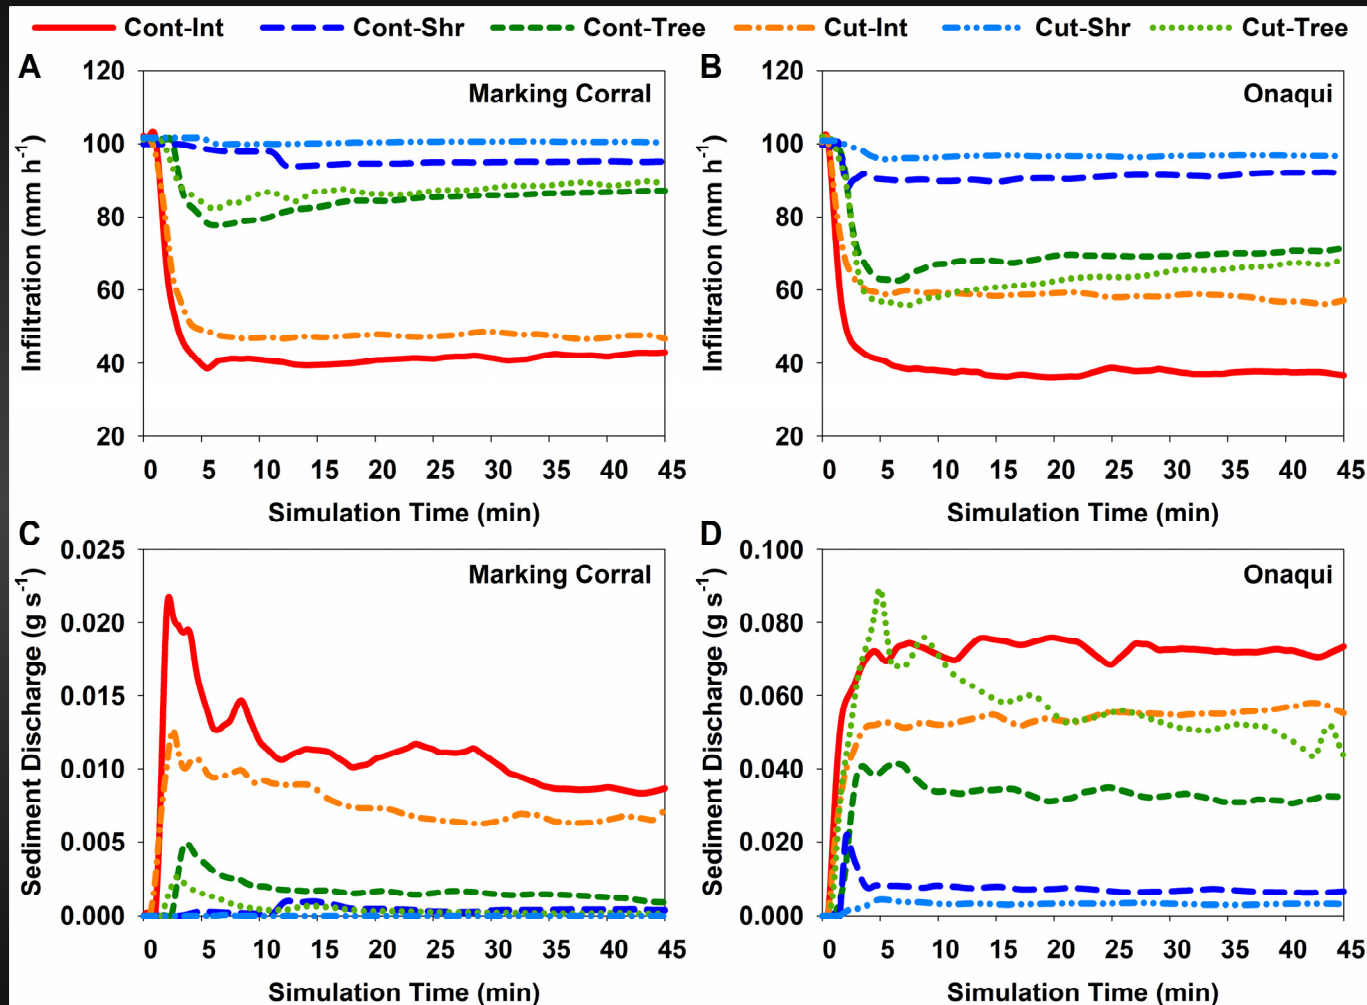 Cont-Int Cont-Shr Cont-Tree Cut-Int Cut-Shr Cut-Tree
A
Marking Corral
Infiltration (mm h-1)
120
100
80
60
40
20
0 5 10 15 20 25 30 35 40 45
Simulation Time (min)
B
Onaqui
Infiltration (mm h-1)
120
100
80
60
40
20
0 5 10 15 20 25 30 35 40 45
Simulation Time (min)
C
Marking Corral
Sediment Discharge (g s-1)
0.025
0.020
0.015
0.010
0.005
0.000
0 5 10 15 20 25 30 35 40 45
Simulation Time (min)
D
Onaqui
Sediment Discharge (g s-1)
0.100
0.080
0.060
0.040
0.020
0.000
0 5 10 15 20 25 30 35 40 45
Simulation Time (min)